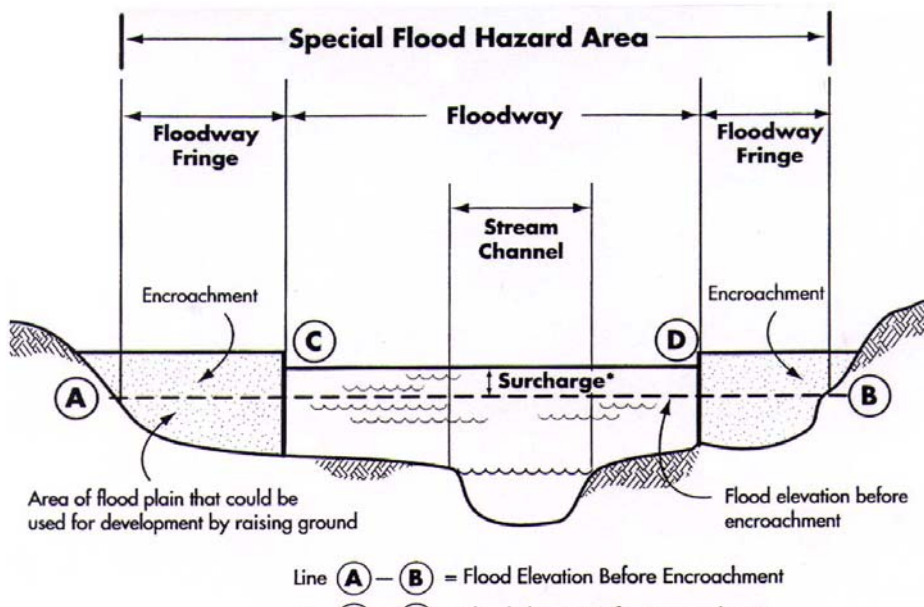 Special Flood Hazard Area
Floodway
Fringe
Floodway
Floodway
Fringe
Stream
Channel
Encroachment
Encroachment
C
D
Surcharge*
A
B
Area of flood plain that could be
used for development by raising ground
Flood elevation before
encroachment
Line A – B = Flood Elevation Before Encroachment